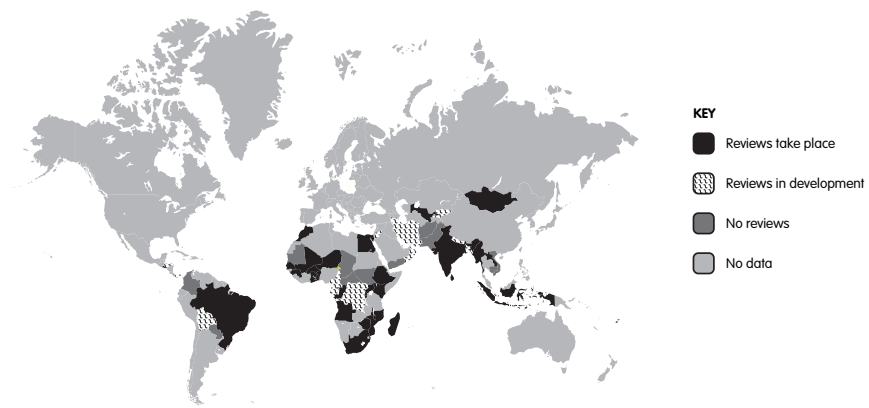 KEY
Reviews take place
Reviews in development
No reviews
No data